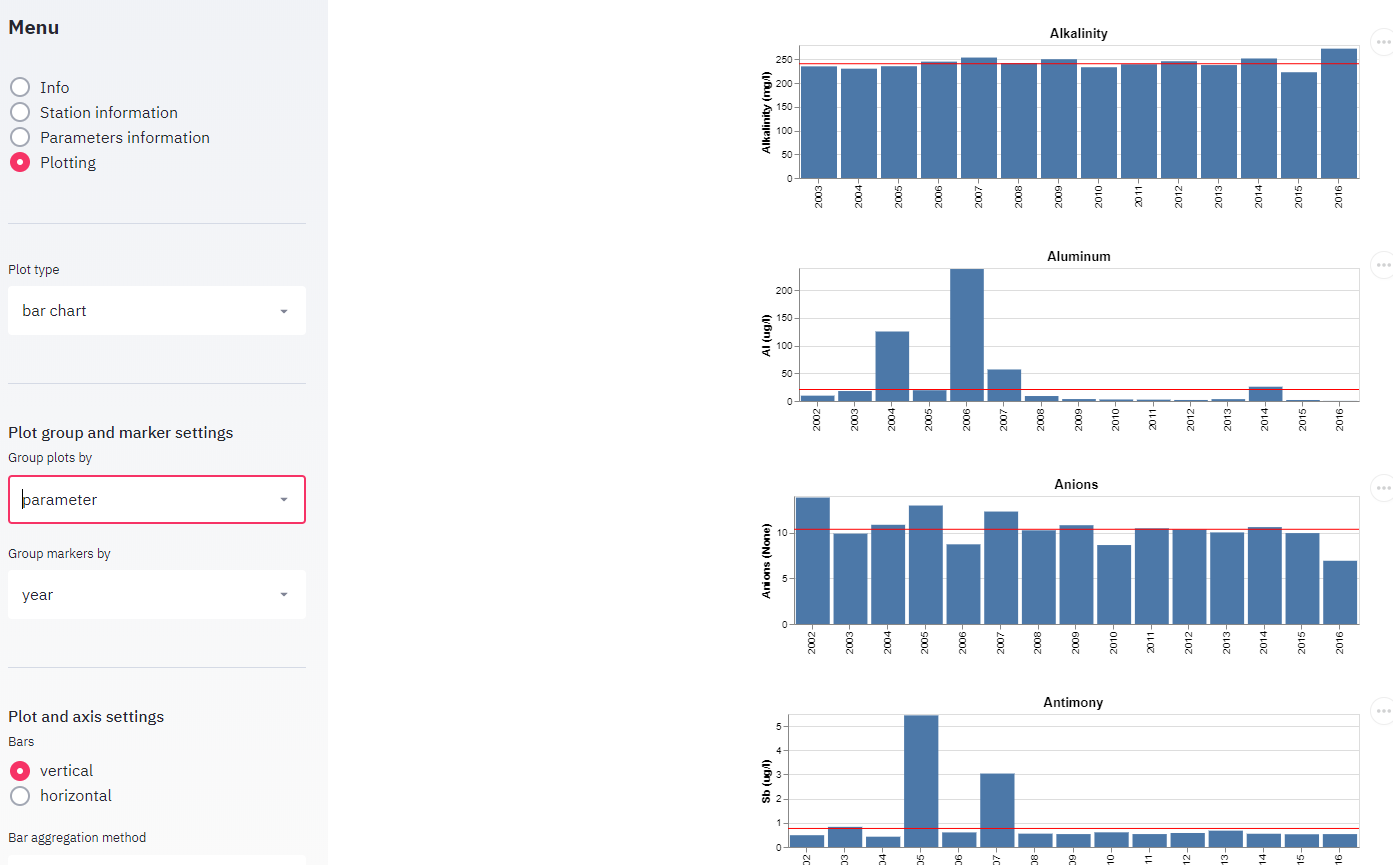 Menu
Info
Station information
Parameters information
Plotting
Plot type
bar chart
Plot group and marker settings
Group plots by
parameter
Group markers by
year
Plot and axis settings
Bars
vertical
horizontal
Bar aggregation method
Alkalinity
Alkalinity (mg/l)
250
200
150
100
50
0
2003 2004 2005 2006 2007 2008 2009 2010 2011 2012 2013 2014 2015 2016
Aluminum
Al (ug/l)
200
150
100
50
0
2002 2003 2004 2005 2006 2007 2008 2009 2010 2011 2012 2013 2014 2015 2016
Anions
Anions (None)
10
5
0
2002 2003 2004 2005 2006 2007 2008 2009 2010 2011 2012 2013 2014 2015 2016
Antimony
Sb (ug/l)
5
4
3
2
1
0
02 03 04 05 06 07 08 09 10 11 12 13 14 15 16